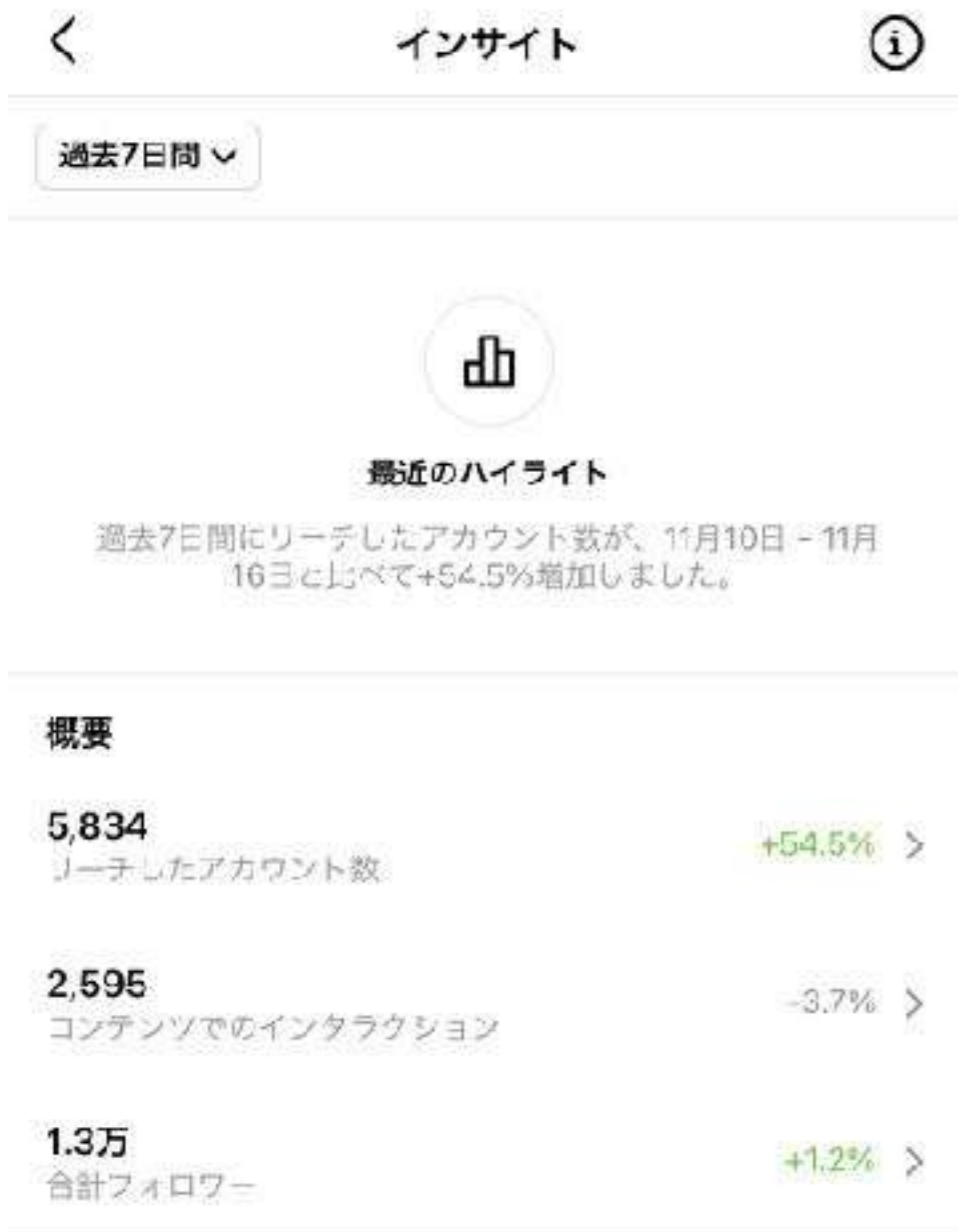 インサイト
過去7日間
最近のハイライト
過去7日間にリーチしたアカウント数が、11月10日 - 11月
16日と比べて+54.5%増加しました。
概要
5,834
+54.5%
リーチしたアカウント数
2,595
-3.7%
コンテンツでのインタラクション
1.3万
+1.2%
合計フォロワー